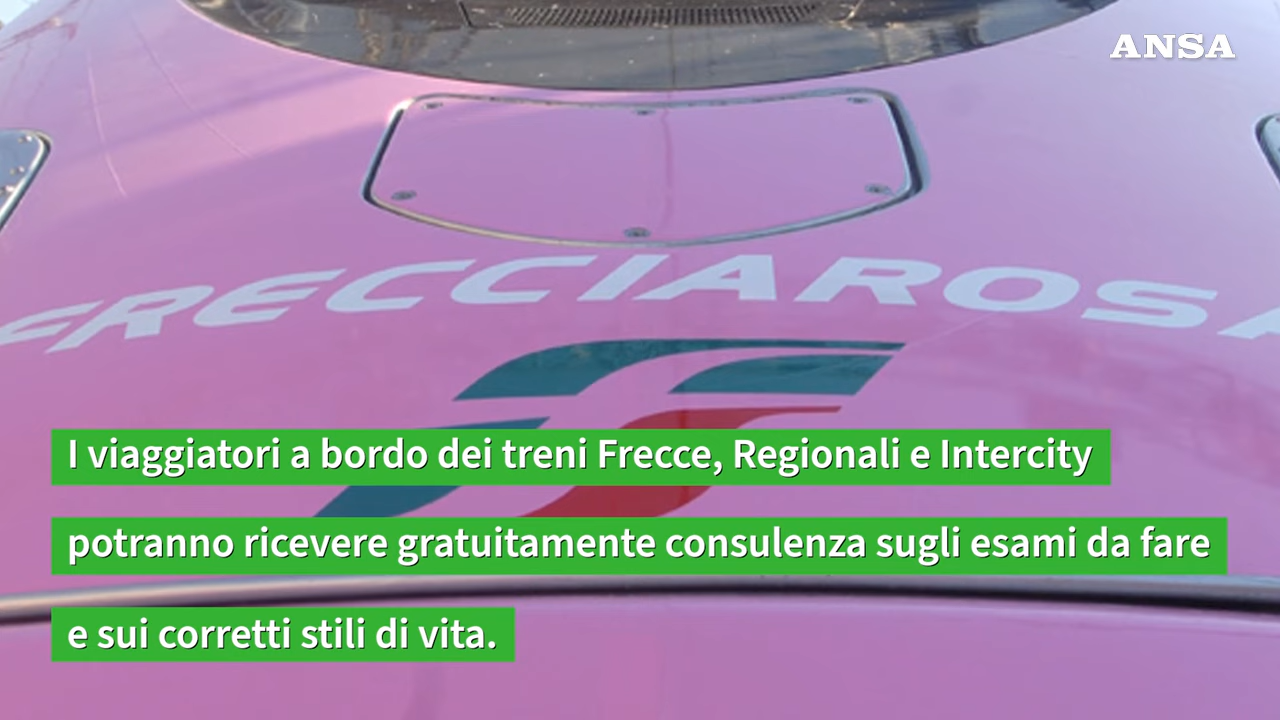 ANSA
FRECCIAROSA
I viaggiatori a bordo dei treni Frecce, Regionali e Intercity
potranno ricevere gratuitamente consulenza sugli esami da fare
e sui corretti stili di vita.